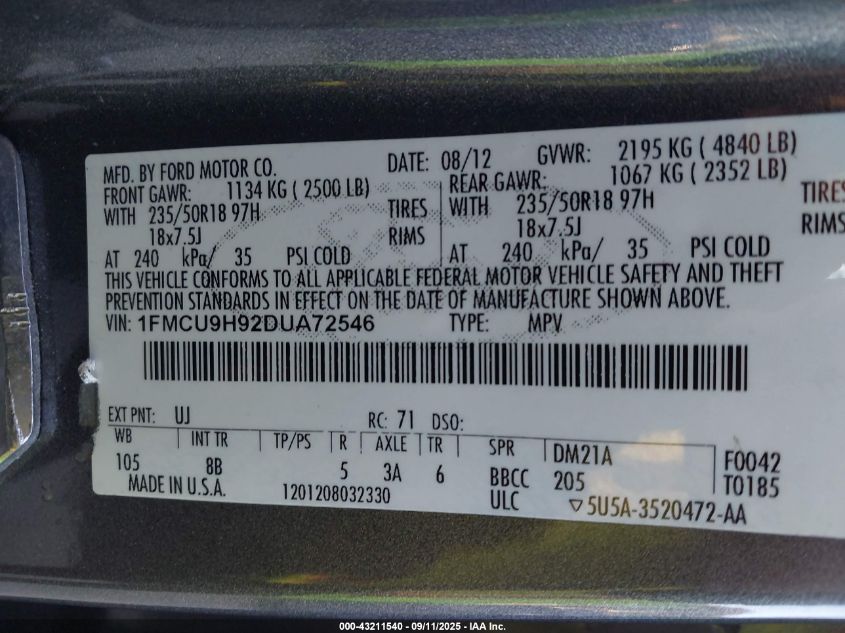 MFD. BY FORD MOTOR CO. DATE: 08/12 GVWR: 2195 KG ( 4840 LB)
FRONT GAWR: 1134 KG ( 2500 LB) REAR GAWR: 1067 KG ( 2352 LB)
WITH 235/50R18 97H TIRES WITH 235/50R18 97H TIRES
18x7.5J RIMS 18x7.5J RIMS
AT 240 kPa/ 35 PSI COLD AT 240 kPa/ 35 PSI COLD
THIS VEHICLE CONFORMS TO ALL APPLICABLE FEDERAL MOTOR VEHICLE SAFETY AND THEFT
PREVENTION STANDARDS IN EFFECT ON THE DATE OF MANUFACTURE SHOWN ABOVE.
VIN: 1FMCU9H92DUA72546 TYPE: MPV
EXT PNT: UJ RC: 71 DSO:
WB INT TR TP/PS R AXLE TR SPR DM21A F0042
105 8B 5 3A 6 BBCC 205 T0185
MADE IN U.S.A. 1201208032330 ULC ▽5U5A-3520472-AA
000-43211540 - 09/11/2025 - IAA Inc.